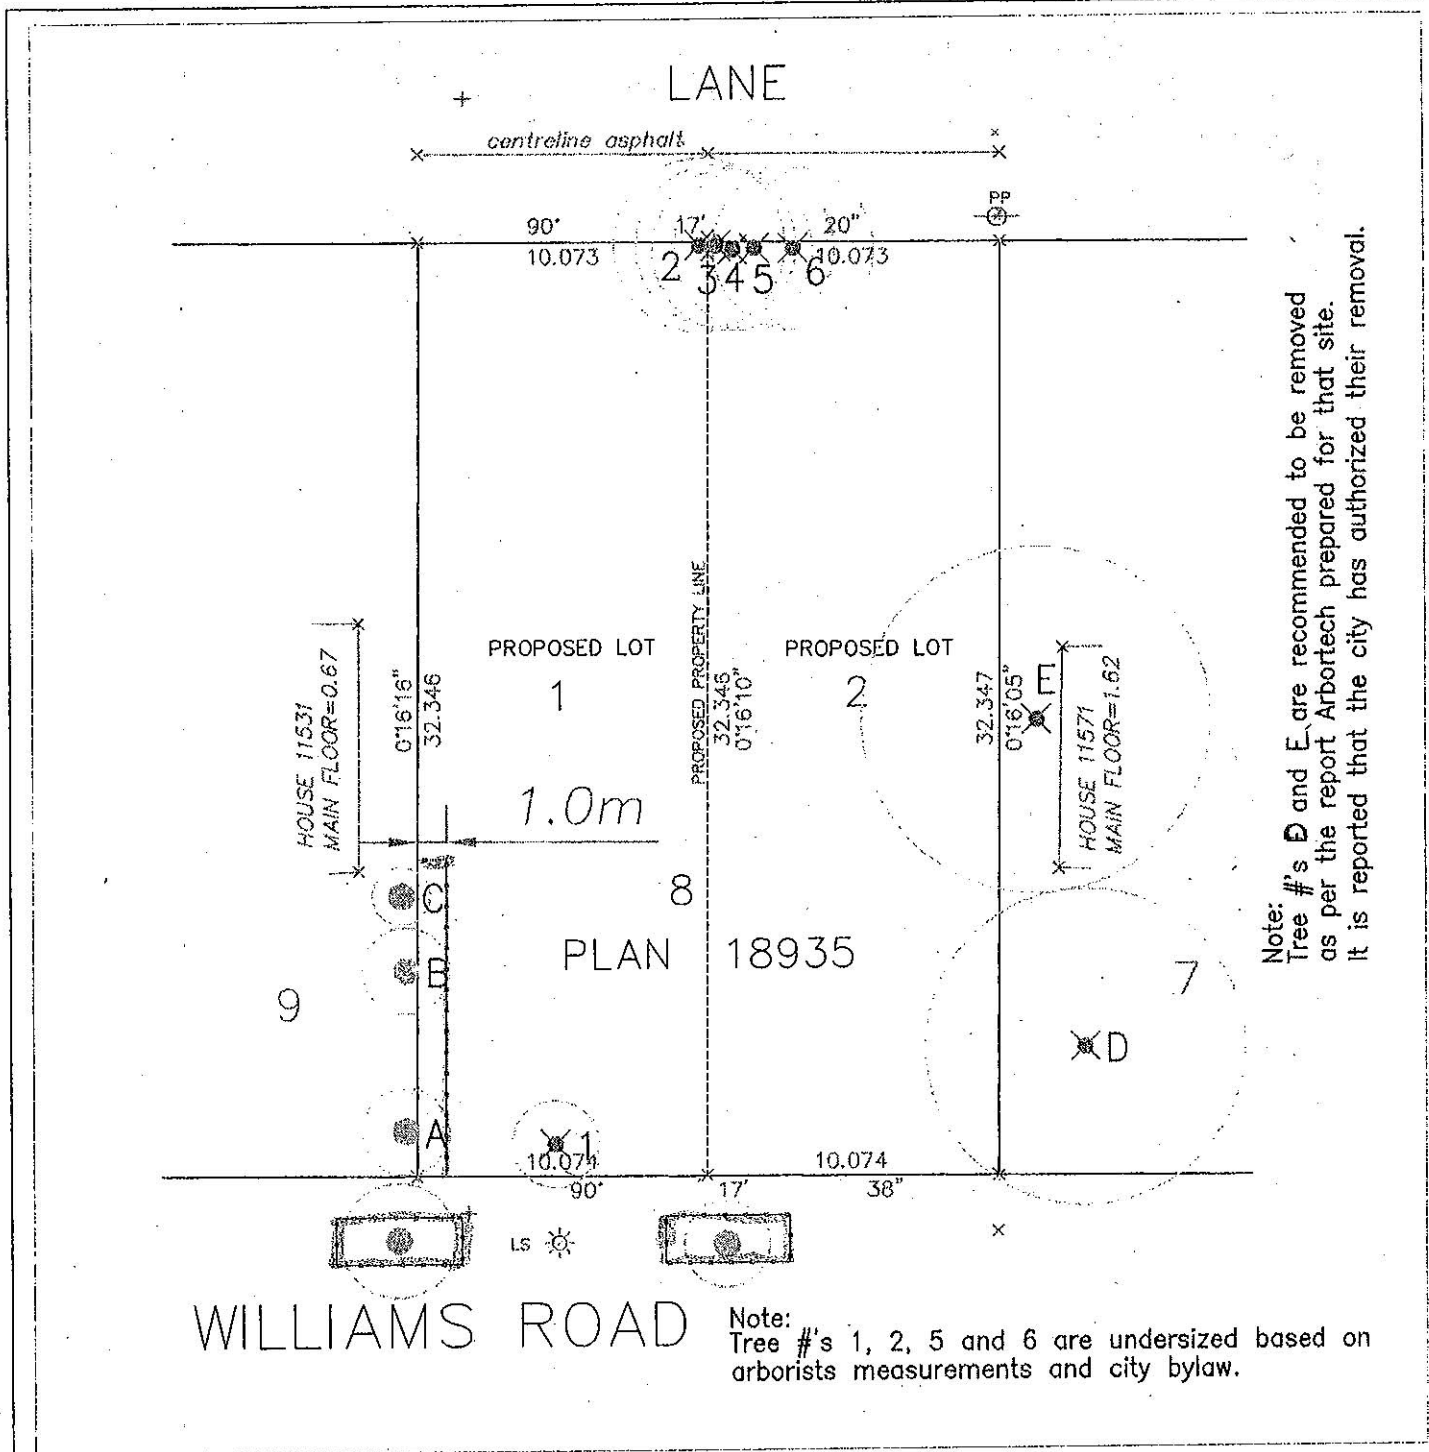 LANE
centreline asphalt
PP
90°
17'
20"
10.073
10.073
2
3
4
5
6
PROPOSED PROPERTY LINE
PROPOSED LOT
1
PROPOSED LOT
2
HOUSE 11531
MAIN FLOOR=0.67
0°16'16"
32.346
32.346
0°16'10"
32.347
0°16'05"
E
HOUSE 11571
MAIN FLOOR=1.62
1.0m
C
8
B
PLAN 18935
9
7
D
A
1
10.074
10.074
90°
17'
38"
LS
WILLIAMS ROAD
Note:
Tree #'s 1, 2, 5 and 6 are undersized based on
arborists measurements and city bylaw.
Note:
Tree #'s D and E are recommended to be removed
as per the report Arbortech prepared for that site.
It is reported that the city has authorized their removal.